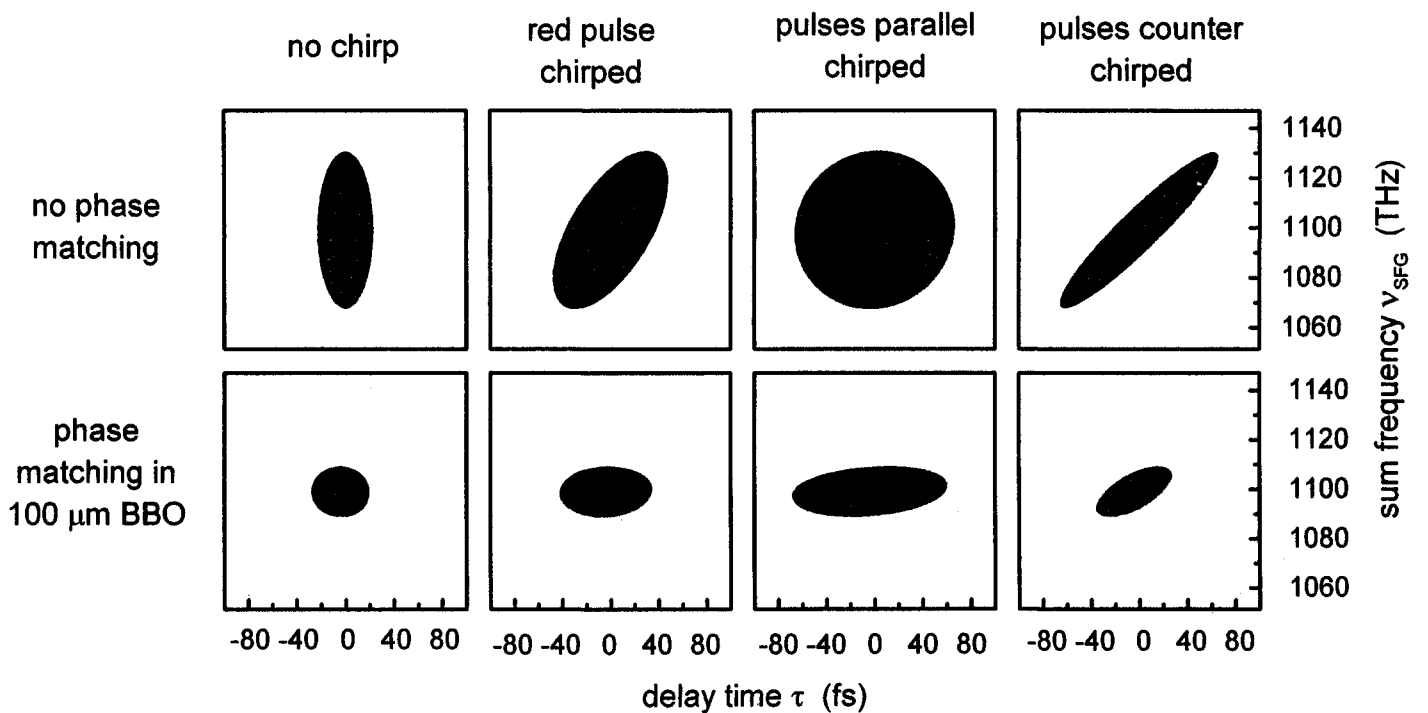 no chirp
red pulse
chirped
pulses parallel
chirped
pulses counter
chirped
no phase
matching
1140
1120
1100
1080
1060
phase
matching in
100 μm BBO
1140
1120
1100
1080
1060
sum frequency νSFG (THz)
-80 -40 0 40 80
-80 -40 0 40 80
-80 -40 0 40 80
-80 -40 0 40 80
delay time τ (fs)